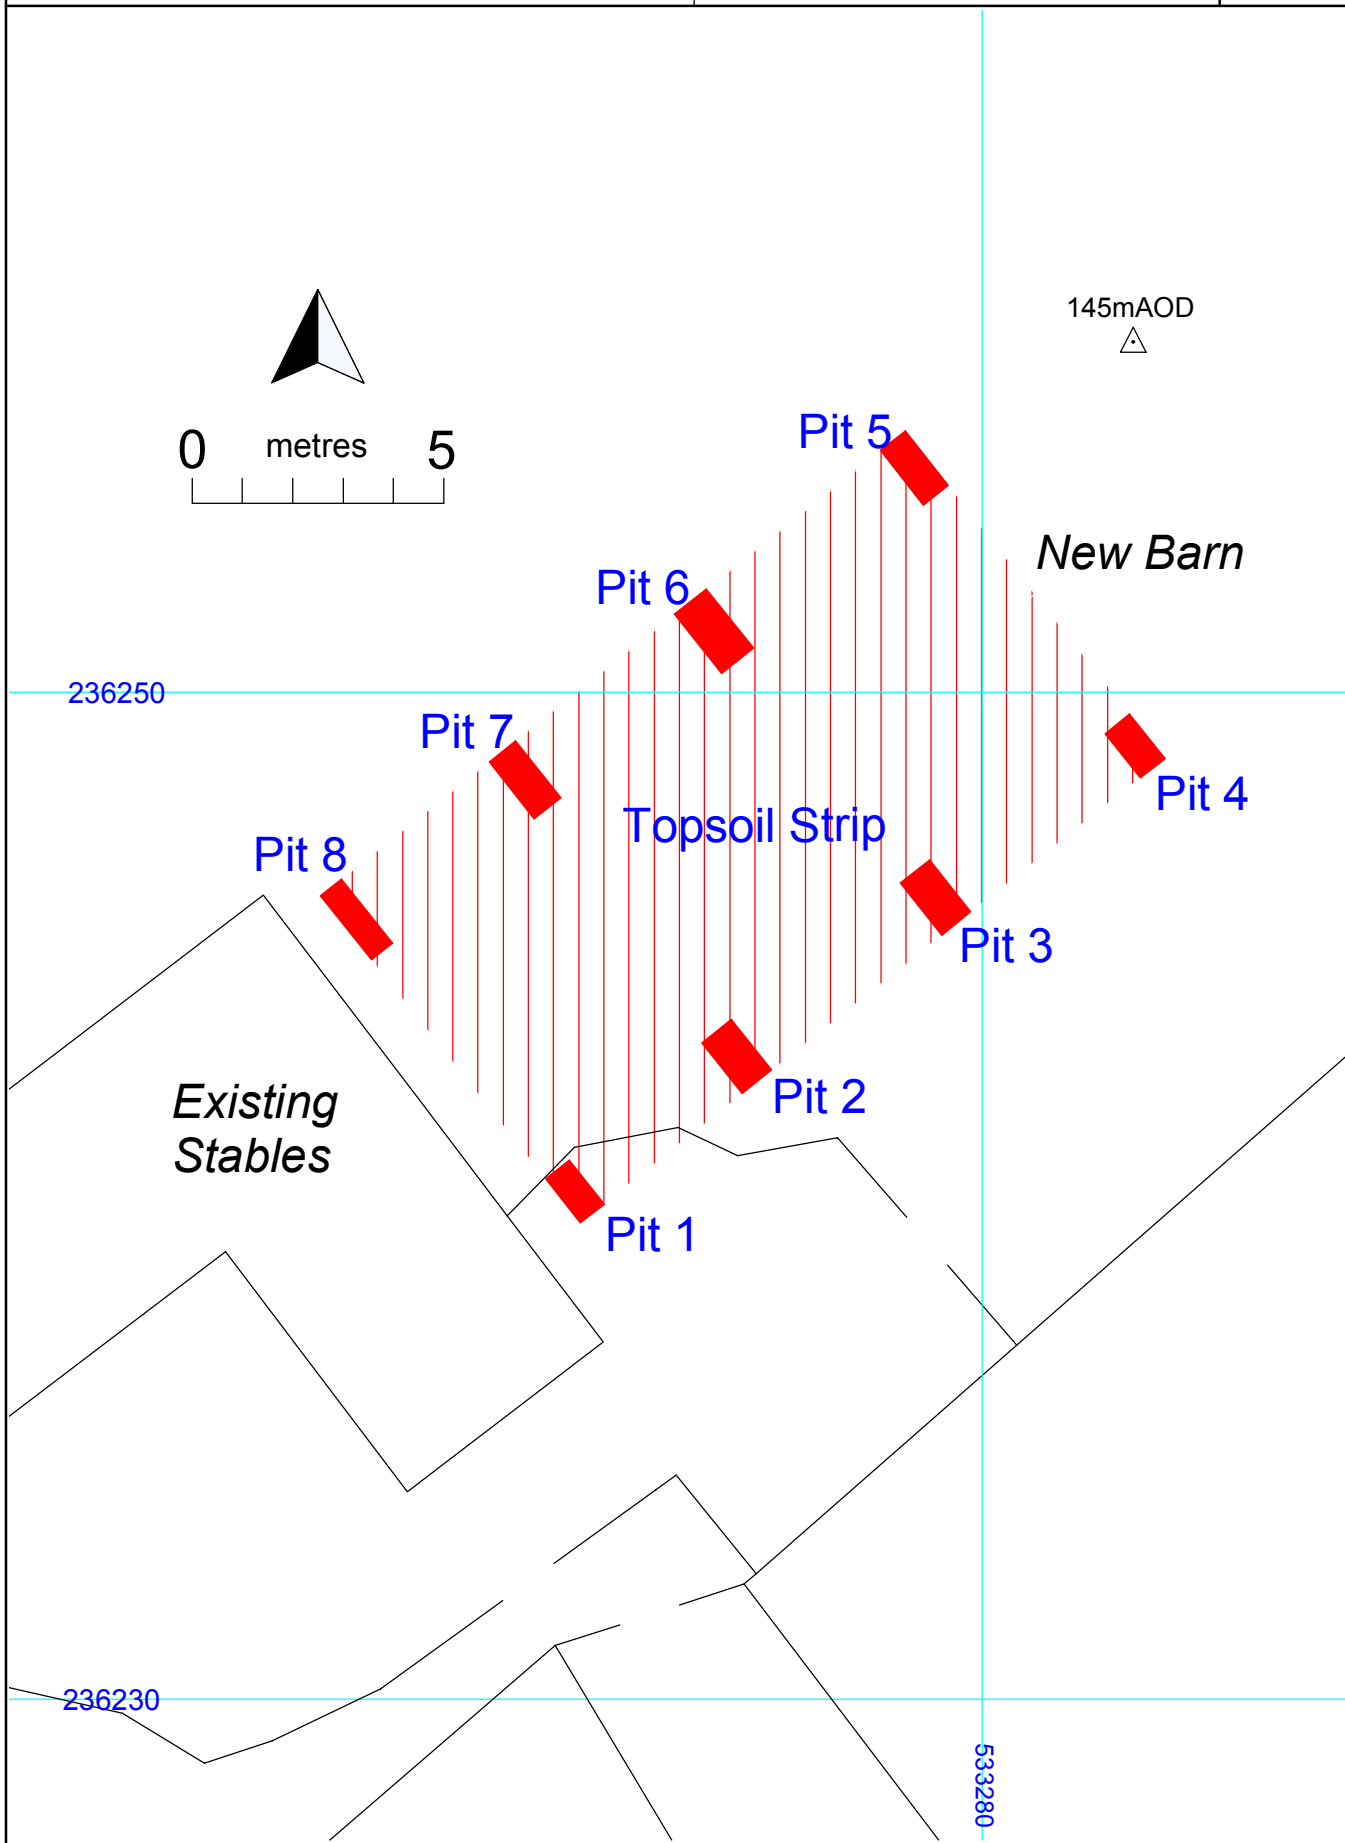 145mAOD
Pit 5
0 metres 5
New Barn
Pit 6
236250
Pit 7
Pit 4
Topsoil Strip
Pit 8
Pit 3
Existing
Stables
Pit 2
Pit 1
236230
533280